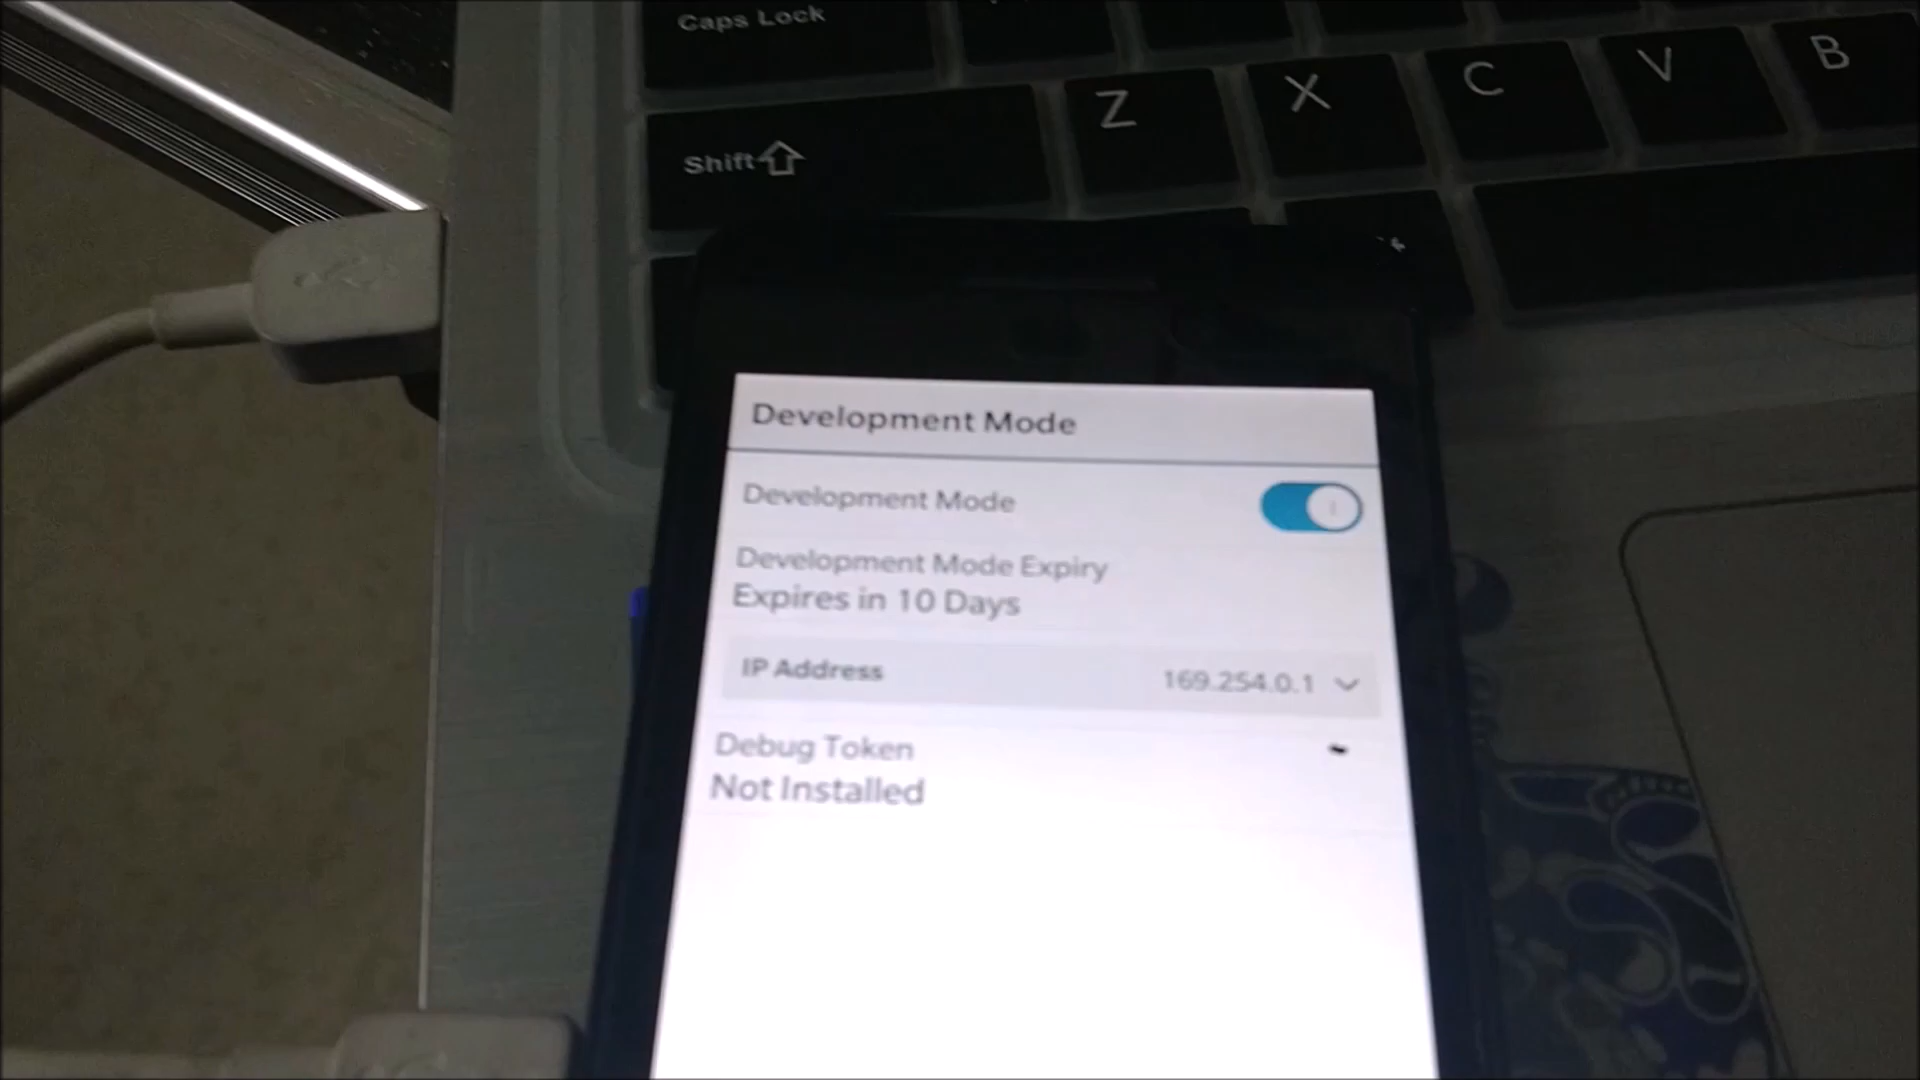 Caps Lock
Z X C V B
Shift
Development Mode
Development Mode
Development Mode Expiry
Expires in 10 Days
IP Address 169.254.0.1
Debug Token
Not Installed